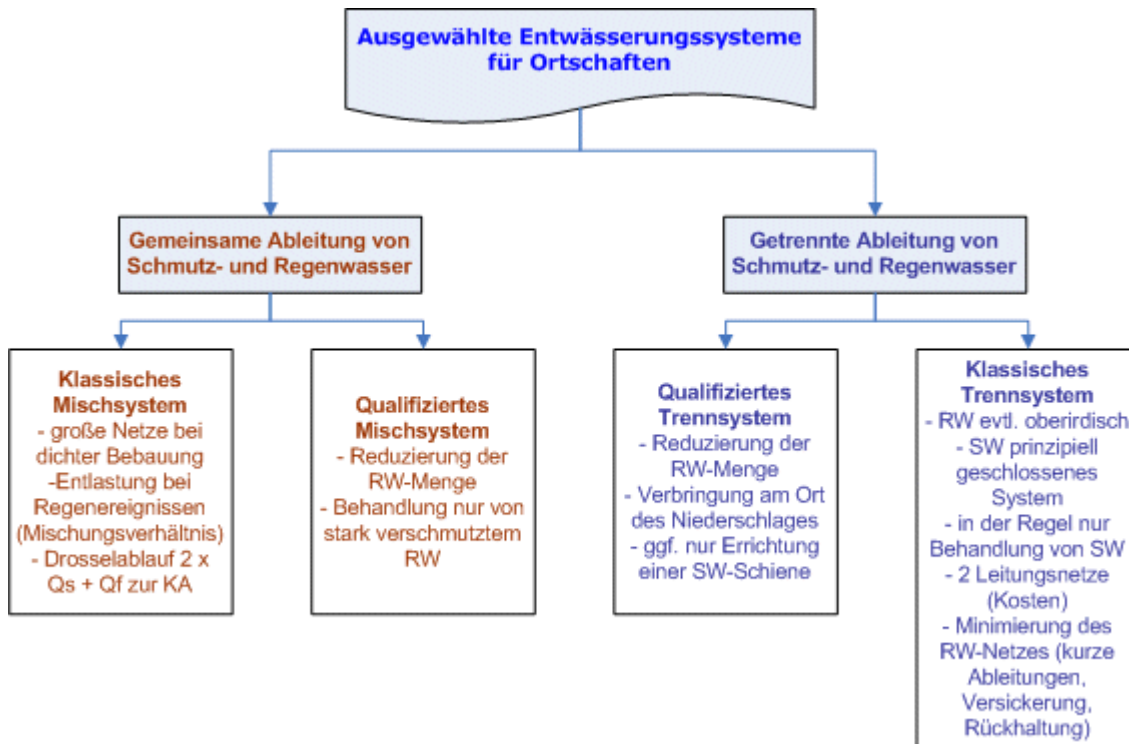 Ausgewählte Entwässerungssysteme
für Ortschaften
Gemeinsame Ableitung von
Schmutz- und Regenwasser
Getrennte Ableitung von
Schmutz- und Regenwasser
Klassisches
Mischsystem
- große Netze bei
dichter Bebauung
-Entlastung bei
Regenereignissen
(Mischungsverhältnis)
- Drosselablauf 2 x
Qs + Qf zur KA
Qualifiziertes
Mischsystem
- Reduzierung der
RW-Menge
- Behandlung nur von
stark verschmutztem
RW
Qualifiziertes
Trennsystem
- Reduzierung der
RW-Menge
- Verbringung am Ort
des Niederschlages
- ggf. nur Errichtung
einer SW-Schiene
Klassisches
Trennsystem
- RW evtl. oberirdisch
- SW prinzipiell
geschlossenes
System
- in der Regel nur
Behandlung von SW
- 2 Leitungsnetze
(Kosten)
- Minimierung des
RW-Netzes (kurze
Ableitungen,
Versickerung,
Rückhaltung)